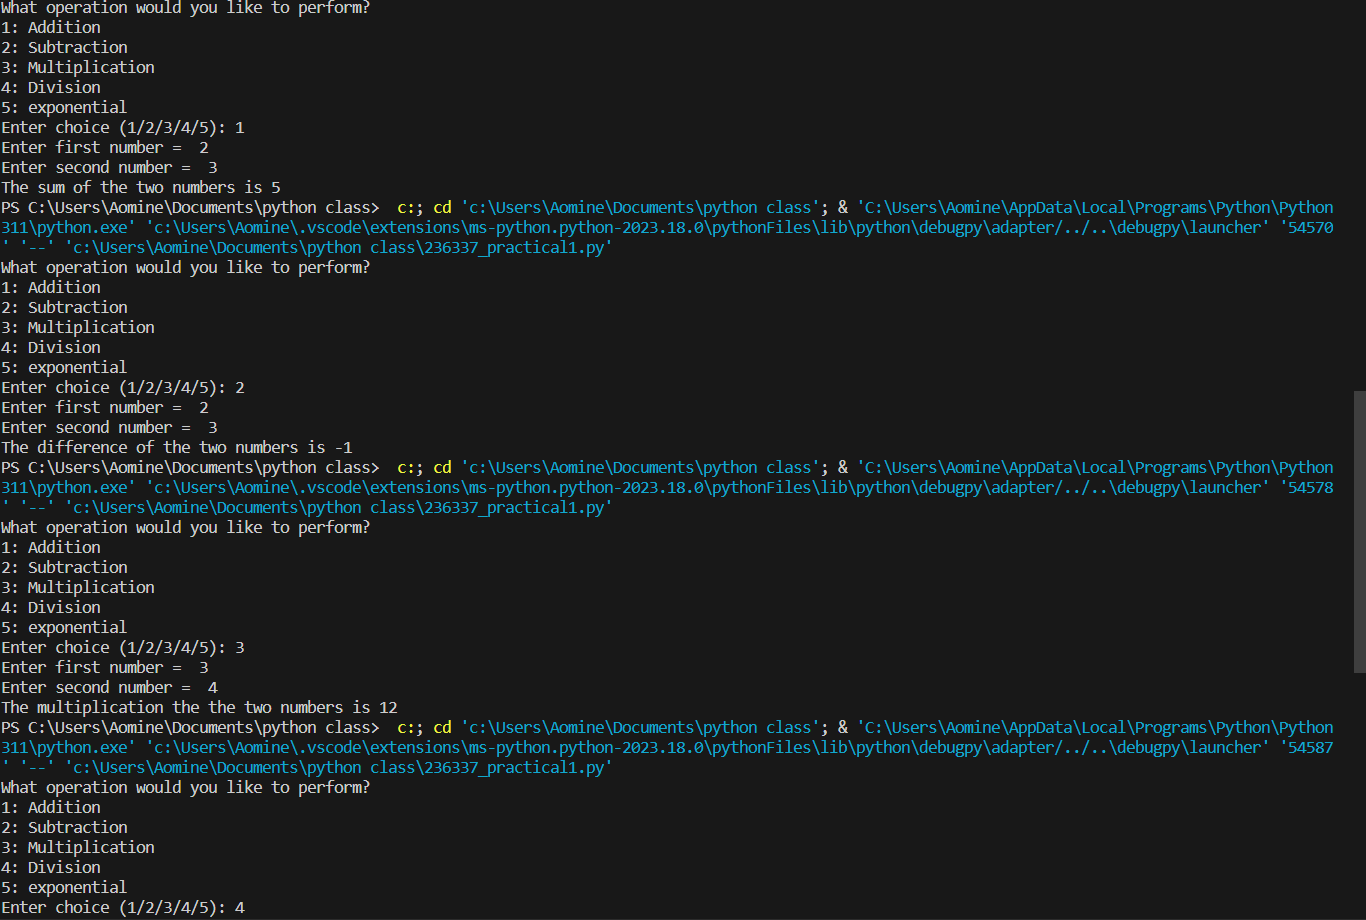 What operation would you like to perform?
1: Addition
2: Subtraction
3: Multiplication
4: Division
5: exponential
Enter choice (1/2/3/4/5): 1
Enter first number =  2
Enter second number =  3
The sum of the two numbers is 5
PS C:\Users\Aomine\Documents\python class>  c:; cd 'c:\Users\Aomine\Documents\python class'; & 'C:\Users\Aomine\AppData\Local\Programs\Python\Python
311\python.exe' 'c:\Users\Aomine\.vscode\extensions\ms-python.python-2023.18.0\pythonFiles\lib\python\debugpy\adapter/../..\debugpy\launcher' '54570
' '--' 'c:\Users\Aomine\Documents\python class\236337_practical1.py'
What operation would you like to perform?
1: Addition
2: Subtraction
3: Multiplication
4: Division
5: exponential
Enter choice (1/2/3/4/5): 2
Enter first number =  2
Enter second number =  3
The difference of the two numbers is -1
PS C:\Users\Aomine\Documents\python class>  c:; cd 'c:\Users\Aomine\Documents\python class'; & 'C:\Users\Aomine\AppData\Local\Programs\Python\Python
311\python.exe' 'c:\Users\Aomine\.vscode\extensions\ms-python.python-2023.18.0\pythonFiles\lib\python\debugpy\adapter/../..\debugpy\launcher' '54578
' '--' 'c:\Users\Aomine\Documents\python class\236337_practical1.py'
What operation would you like to perform?
1: Addition
2: Subtraction
3: Multiplication
4: Division
5: exponential
Enter choice (1/2/3/4/5): 3
Enter first number =  3
Enter second number =  4
The multiplication the the two numbers is 12
PS C:\Users\Aomine\Documents\python class>  c:; cd 'c:\Users\Aomine\Documents\python class'; & 'C:\Users\Aomine\AppData\Local\Programs\Python\Python
311\python.exe' 'c:\Users\Aomine\.vscode\extensions\ms-python.python-2023.18.0\pythonFiles\lib\python\debugpy\adapter/../..\debugpy\launcher' '54587
' '--' 'c:\Users\Aomine\Documents\python class\236337_practical1.py'
What operation would you like to perform?
1: Addition
2: Subtraction
3: Multiplication
4: Division
5: exponential
Enter choice (1/2/3/4/5): 4